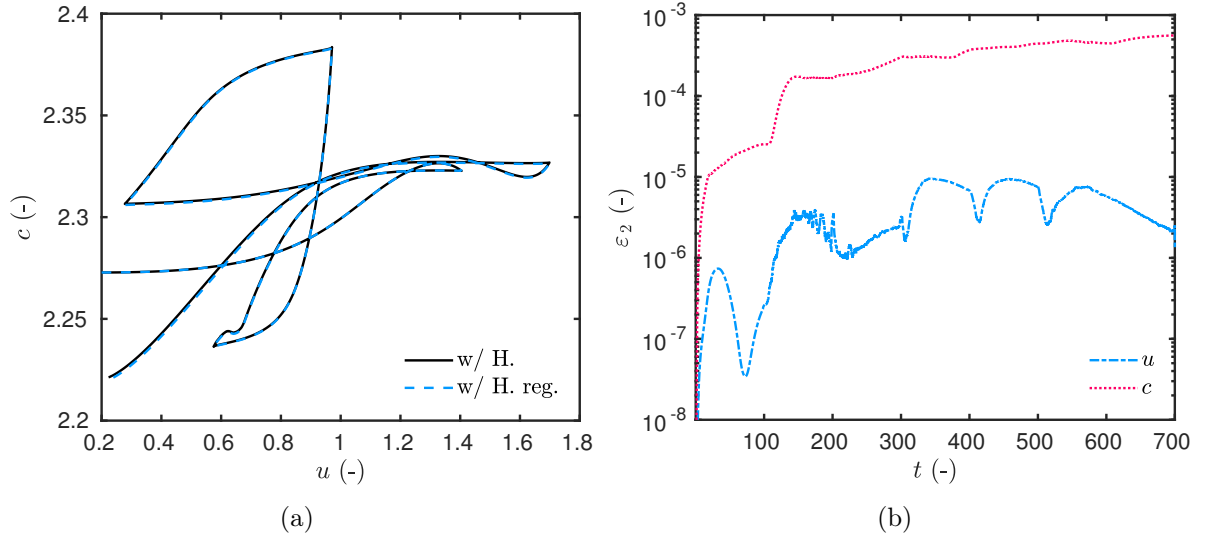 2.4
2.35
2.3
2.25
2.2
c (-)
0.2 0.4 0.6 0.8 1 1.2 1.4 1.6 1.8
u (-)
w/ H.
w/ H. reg.
(a)
10^{-3}
10^{-4}
10^{-5}
10^{-6}
10^{-7}
10^{-8}
ε_2 (-)
100 200 300 400 500 600 700
t (-)
u
c
(b)